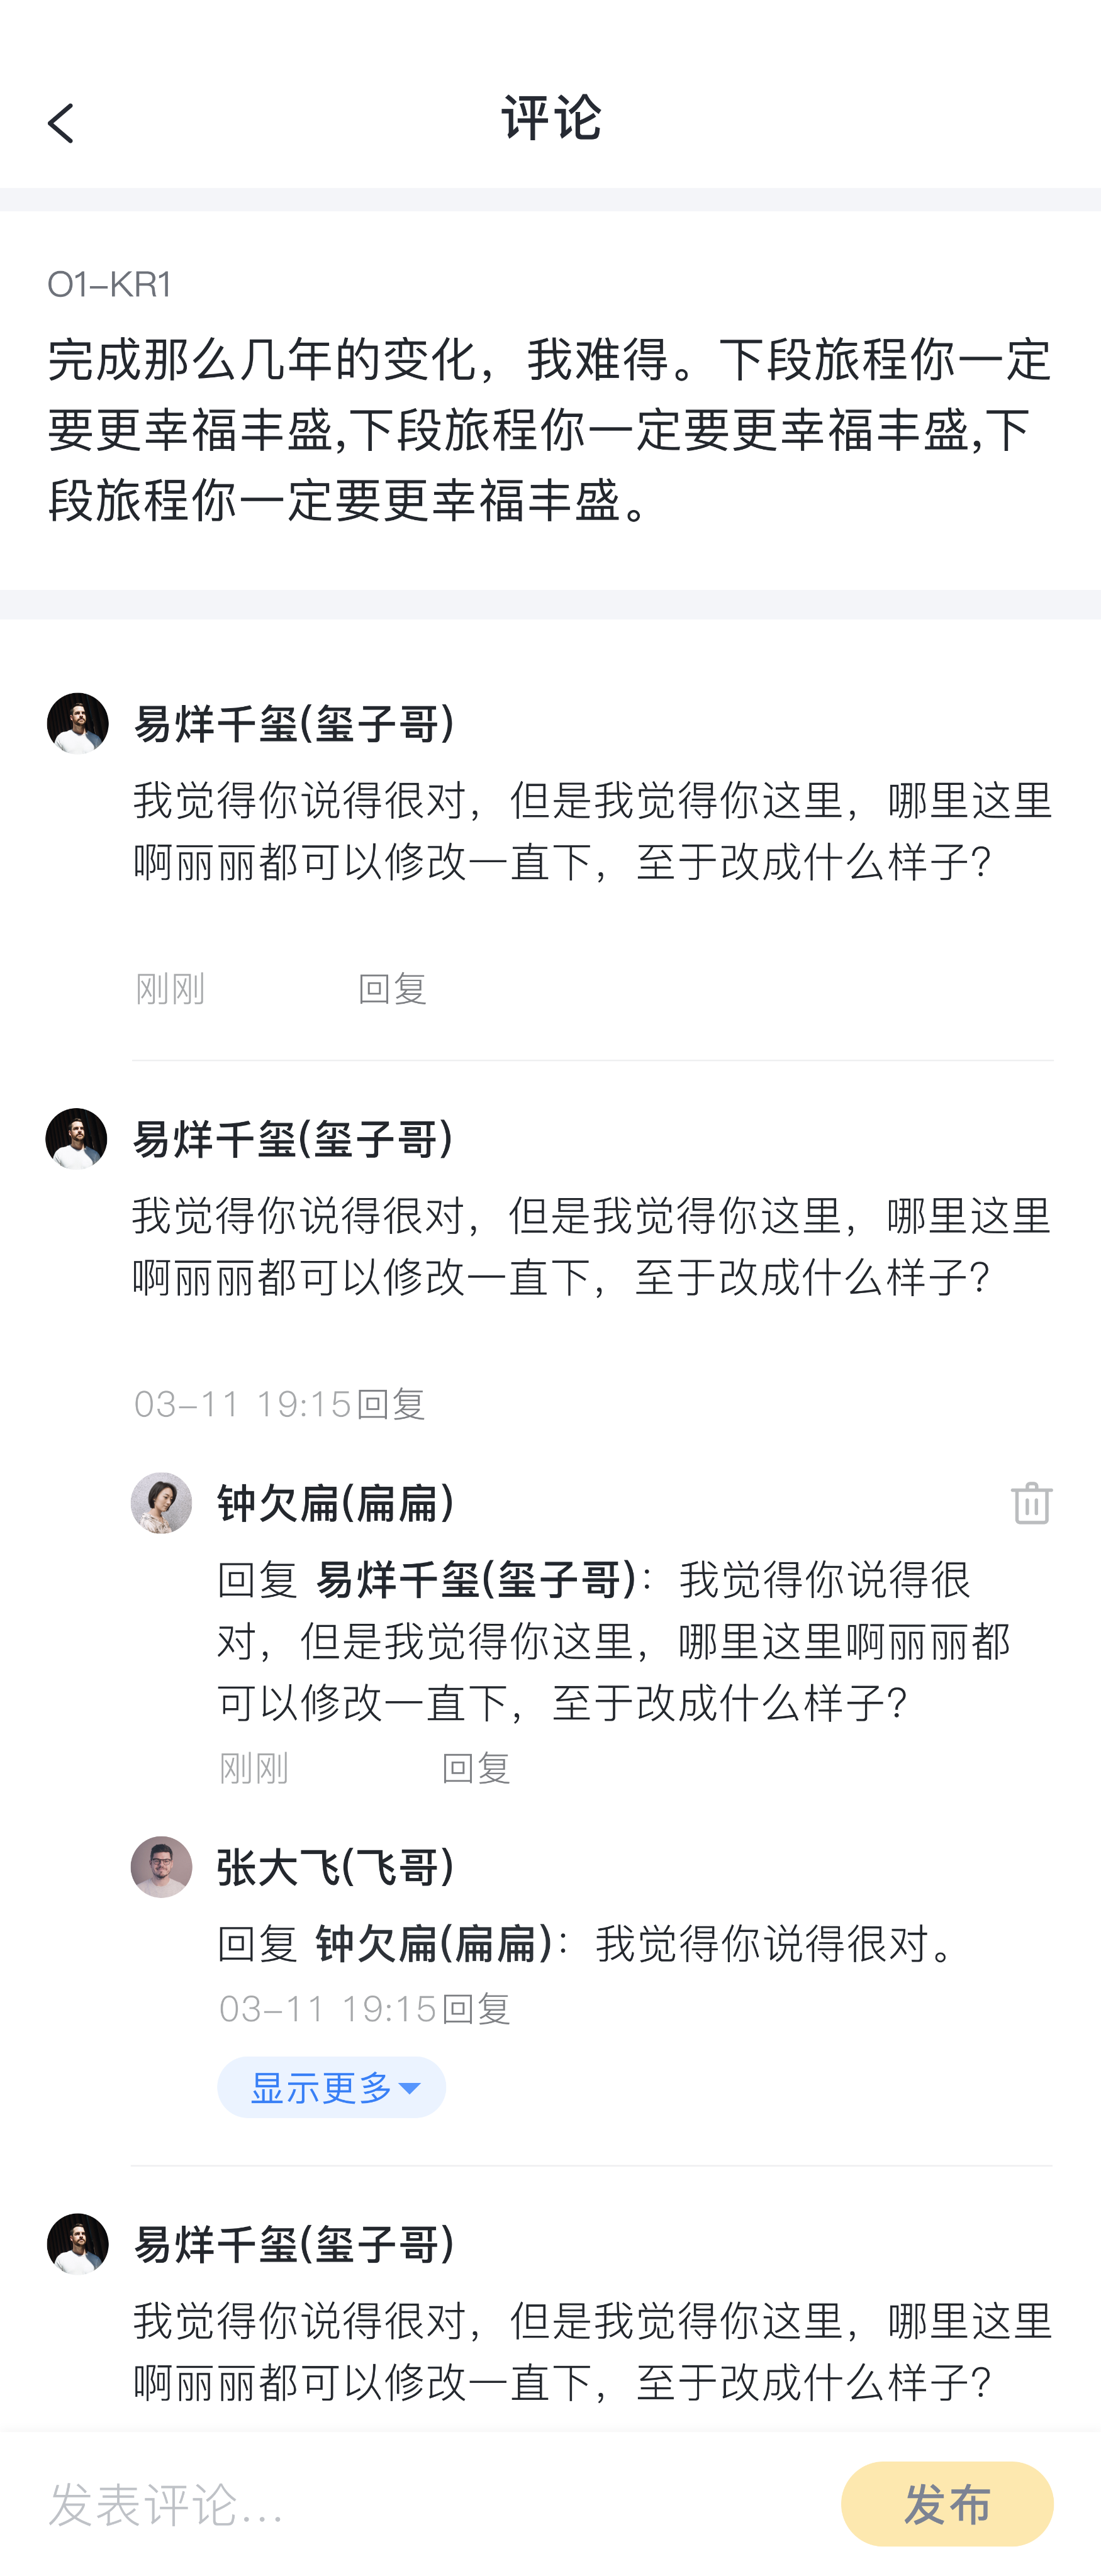 评论
O1-KR1
完成那么几年的变化，我难得。下段旅程你一定
要更幸福丰盛,下段旅程你一定要更幸福丰盛,下
段旅程你一定要更幸福丰盛。
易烊千玺(玺子哥)
我觉得你说得很对，但是我觉得你这里，哪里这里
啊丽丽都可以修改一直下，至于改成什么样子？
刚刚 回复
易烊千玺(玺子哥)
我觉得你说得很对，但是我觉得你这里，哪里这里
啊丽丽都可以修改一直下，至于改成什么样子？
03-11 19:15回复
钟欠扁(扁扁)
回复 易烊千玺(玺子哥)：我觉得你说得很
对，但是我觉得你这里，哪里这里啊丽丽都
可以修改一直下，至于改成什么样子？
刚刚 回复
张大飞(飞哥)
回复 钟欠扁(扁扁)：我觉得你说得很对。
03-11 19:15回复
显示更多
易烊千玺(玺子哥)
我觉得你说得很对，但是我觉得你这里，哪里这里
啊丽丽都可以修改一直下，至于改成什么样子？
发表评论... 发布